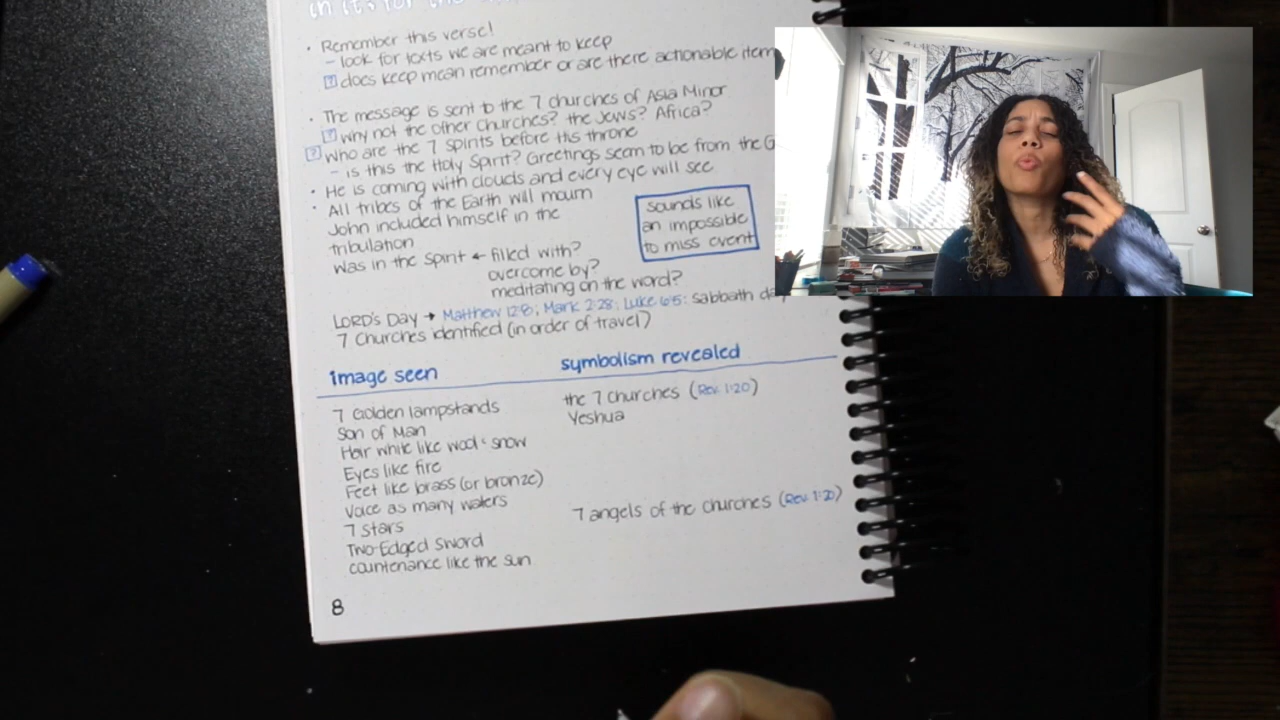 in it; for the
• Remember this verse!
- look for texts we are meant to keep
? does keep mean remember or are there actionable item
• The message is sent to the 7 churches of Asia Minor
? why not the other churches? the Jews? Africa?
? Who are the 7 spirits before His throne
- is this the Holy Spirit? Greetings seem to be from the G
• He is coming with clouds and every eye will see
• All tribes of the Earth will mourn
John included himself in the
tribulation
was in the spirit ← filled with?
overcome by?
meditating on the word?
sounds like
an impossible
to miss event
LORD'S Day → Matthew 12:8; Mark 2:28; Luke 6:5: sabbath da
7 Churches identified (in order of travel)
image seen symbolism revealed
7 Golden lampstands the 7 churches (Rev. 1:20)
Son of Man Yeshua
Hair white like wool & snow
Eyes like fire
Feet like brass (or bronze)
Voice as many waters
7 stars 7 angels of the churches (Rev. 1:20)
Two-Edged Sword
countenance like the sun
8